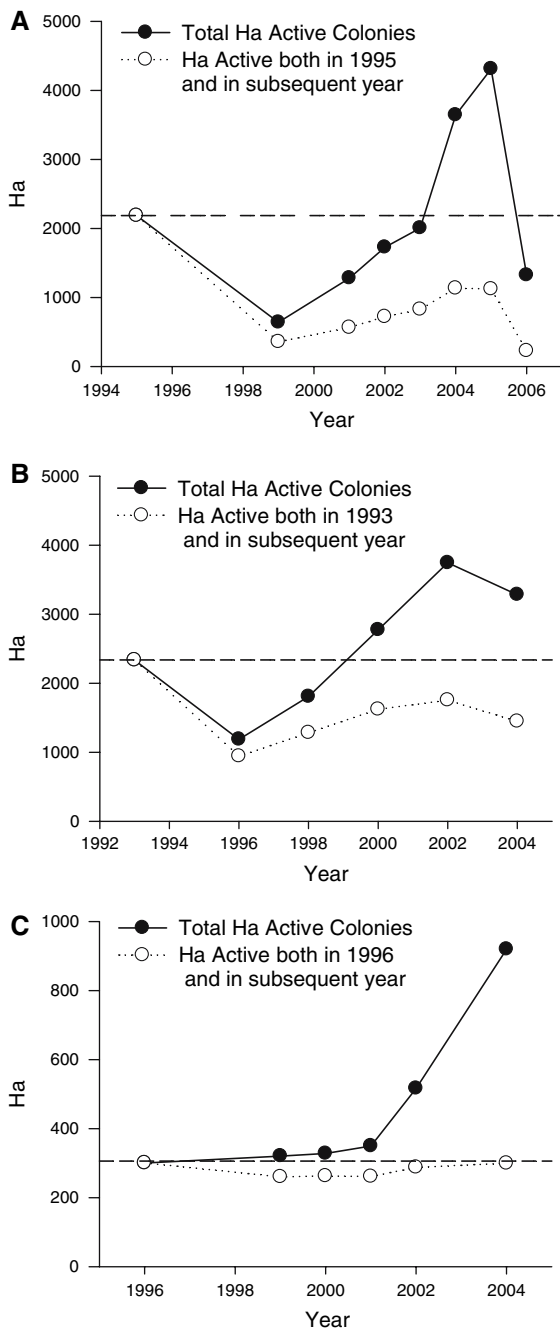 A
Total Ha Active Colonies
Ha Active both in 1995
and in subsequent year
5000
4000
3000
2000
1000
0
Ha
1994 1996 1998 2000 2002 2004 2006
Year
B
Total Ha Active Colonies
Ha Active both in 1993
and in subsequent year
5000
4000
3000
2000
1000
0
Ha
1992 1994 1996 1998 2000 2002 2004
Year
C
Total Ha Active Colonies
Ha Active both in 1996
and in subsequent year
1000
800
600
400
200
0
Ha
1996 1998 2000 2002 2004
Year